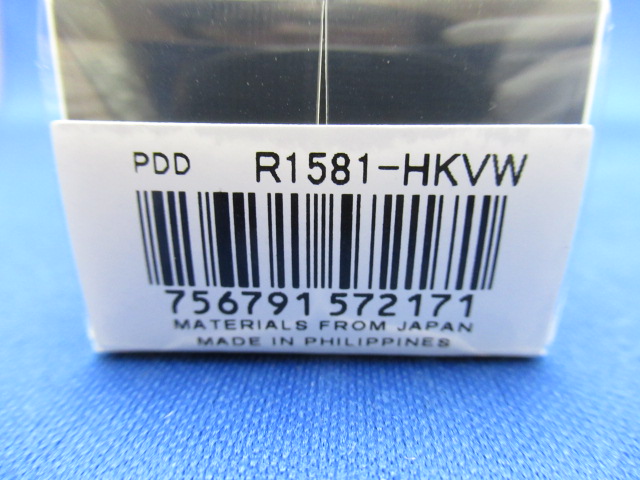 PDD R1581-HKVW
756791 572171
MATERIALS FROM JAPAN
MADE IN PHILIPPINES